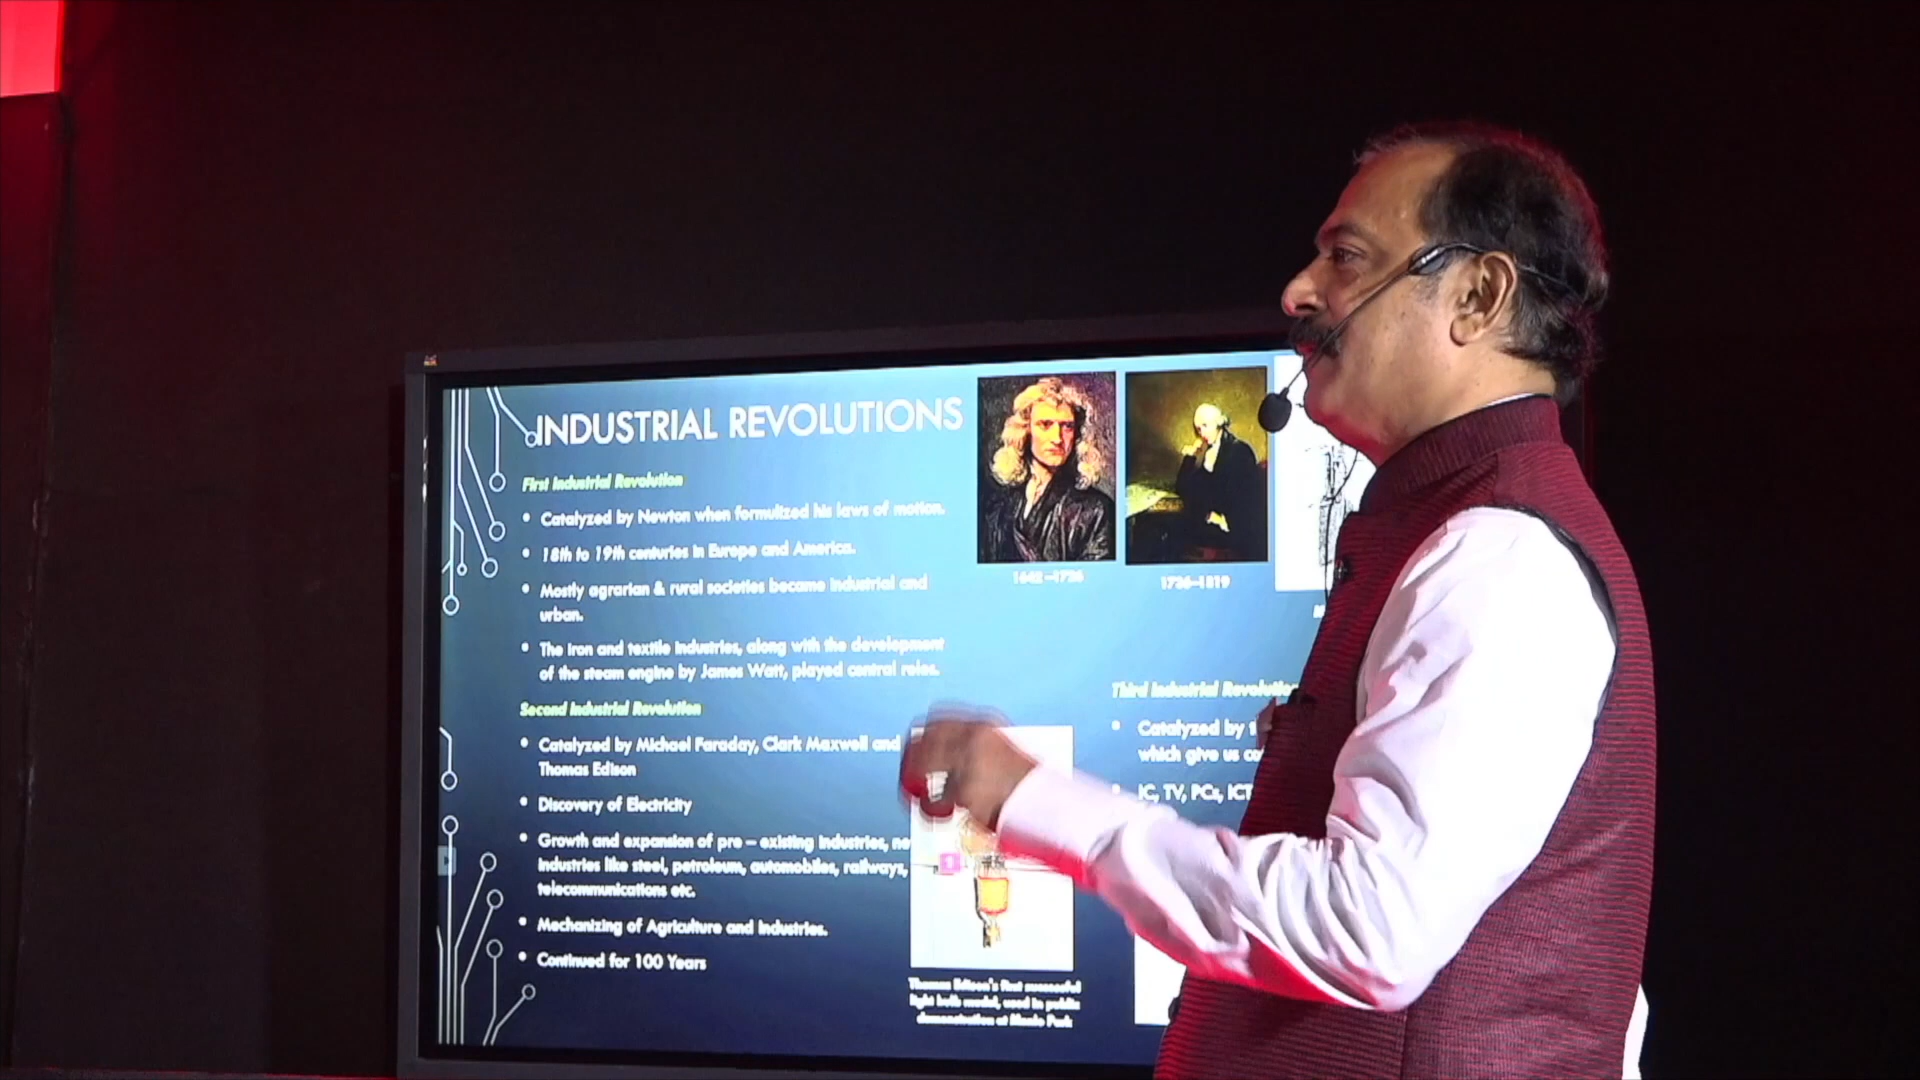 INDUSTRIAL REVOLUTIONS
First Industrial Revolution
• Catalyzed by Newton when formulized his laws of motion.
• 18th to 19th centuries in Europe and America.
• Mostly agrarian & rural societies became industrial and
urban.
• The iron and textile industries, along with the development
of the steam engine by James Watt, played central roles.
Second Industrial Revolution
• Catalyzed by Michael Faraday, Clark Maxwell and
Thomas Edison
• Discovery of Electricity
• Growth and expansion of pre – existing industries, ne
industries like steel, petroleum, automobiles, railways,
telecommunications etc.
• Mechanizing of Agriculture and Industries.
• Continued for 100 Years
1642–1726
1736–1819
Thomas Edison's first successful
light bulb model, used in public
demonstration at Menlo Park
Third Industrial Revolutio
• Catalyzed by
which give us
• IC, TV, PCs, ICT